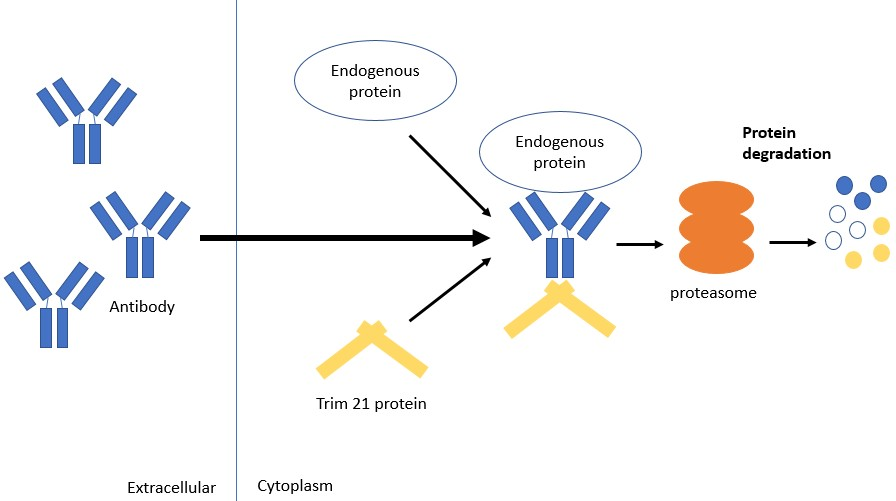 Endogenous
protein
Endogenous
protein
Protein
degradation
Antibody
proteasome
Trim 21 protein
Extracellular
Cytoplasm